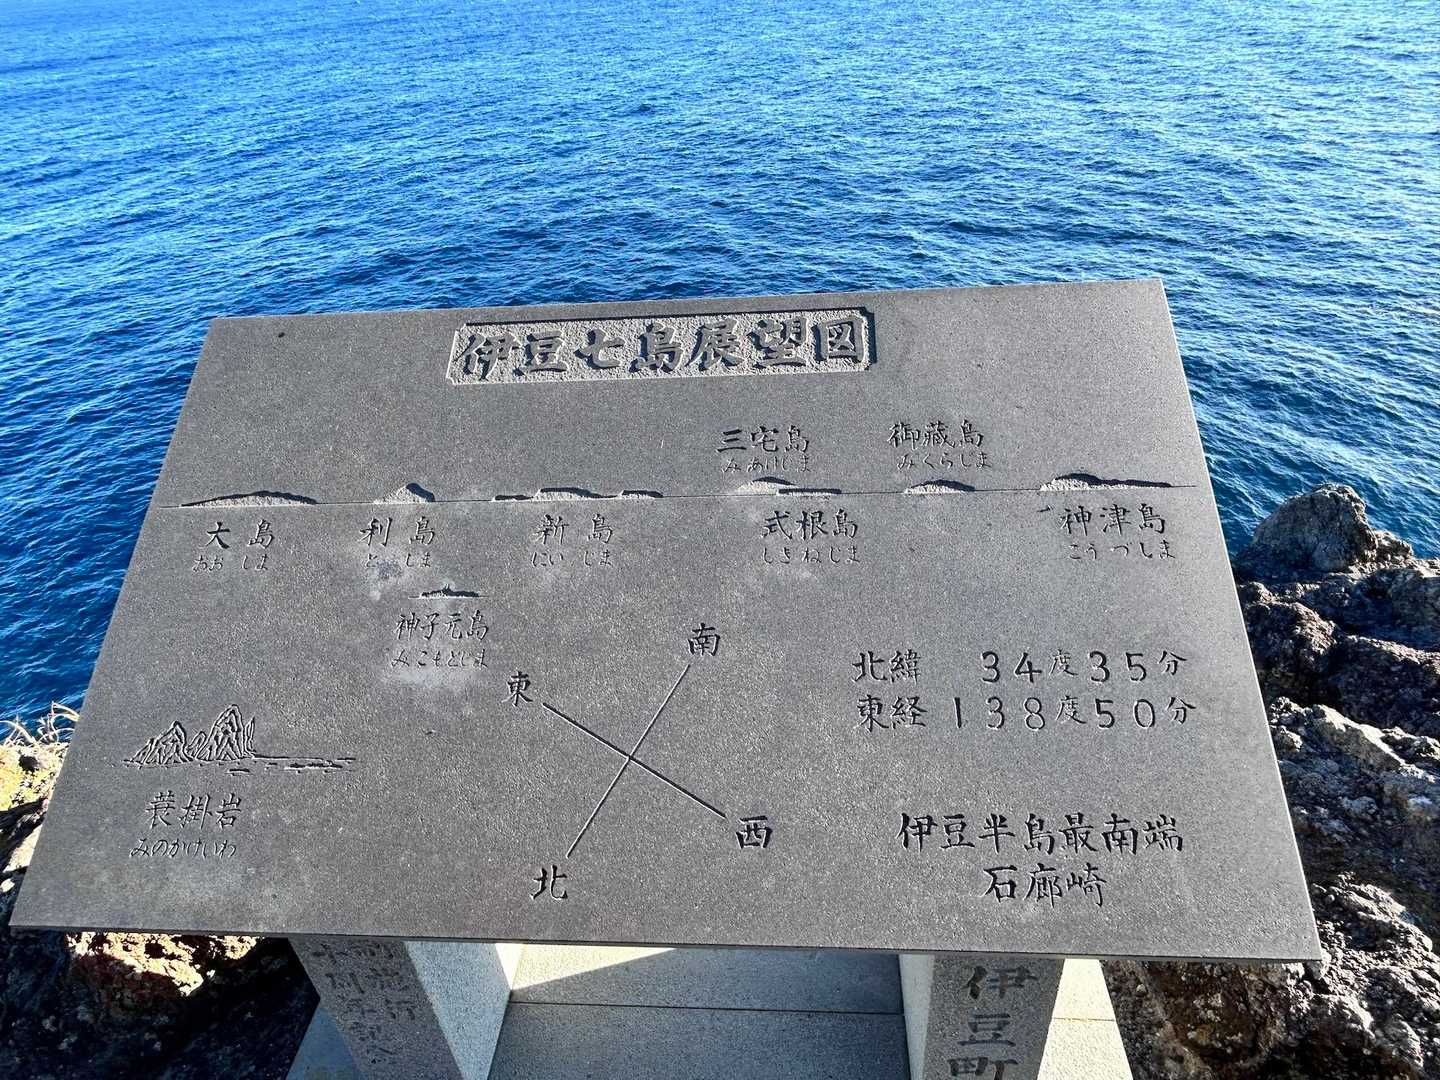 伊豆七島展望図
三宅島
みあけじま
御蔵島
みくらじま
大島
おお しま
利島
としま
新島
にい じま
式根島
しきねじま
神津島
こうづしま
神子元島
みこもとじま
南
東
西
北
北緯 34度35分
東経 138度50分
蓑掛岩
みのかけいわ
伊豆半島最南端
石廊崎
伊豆町